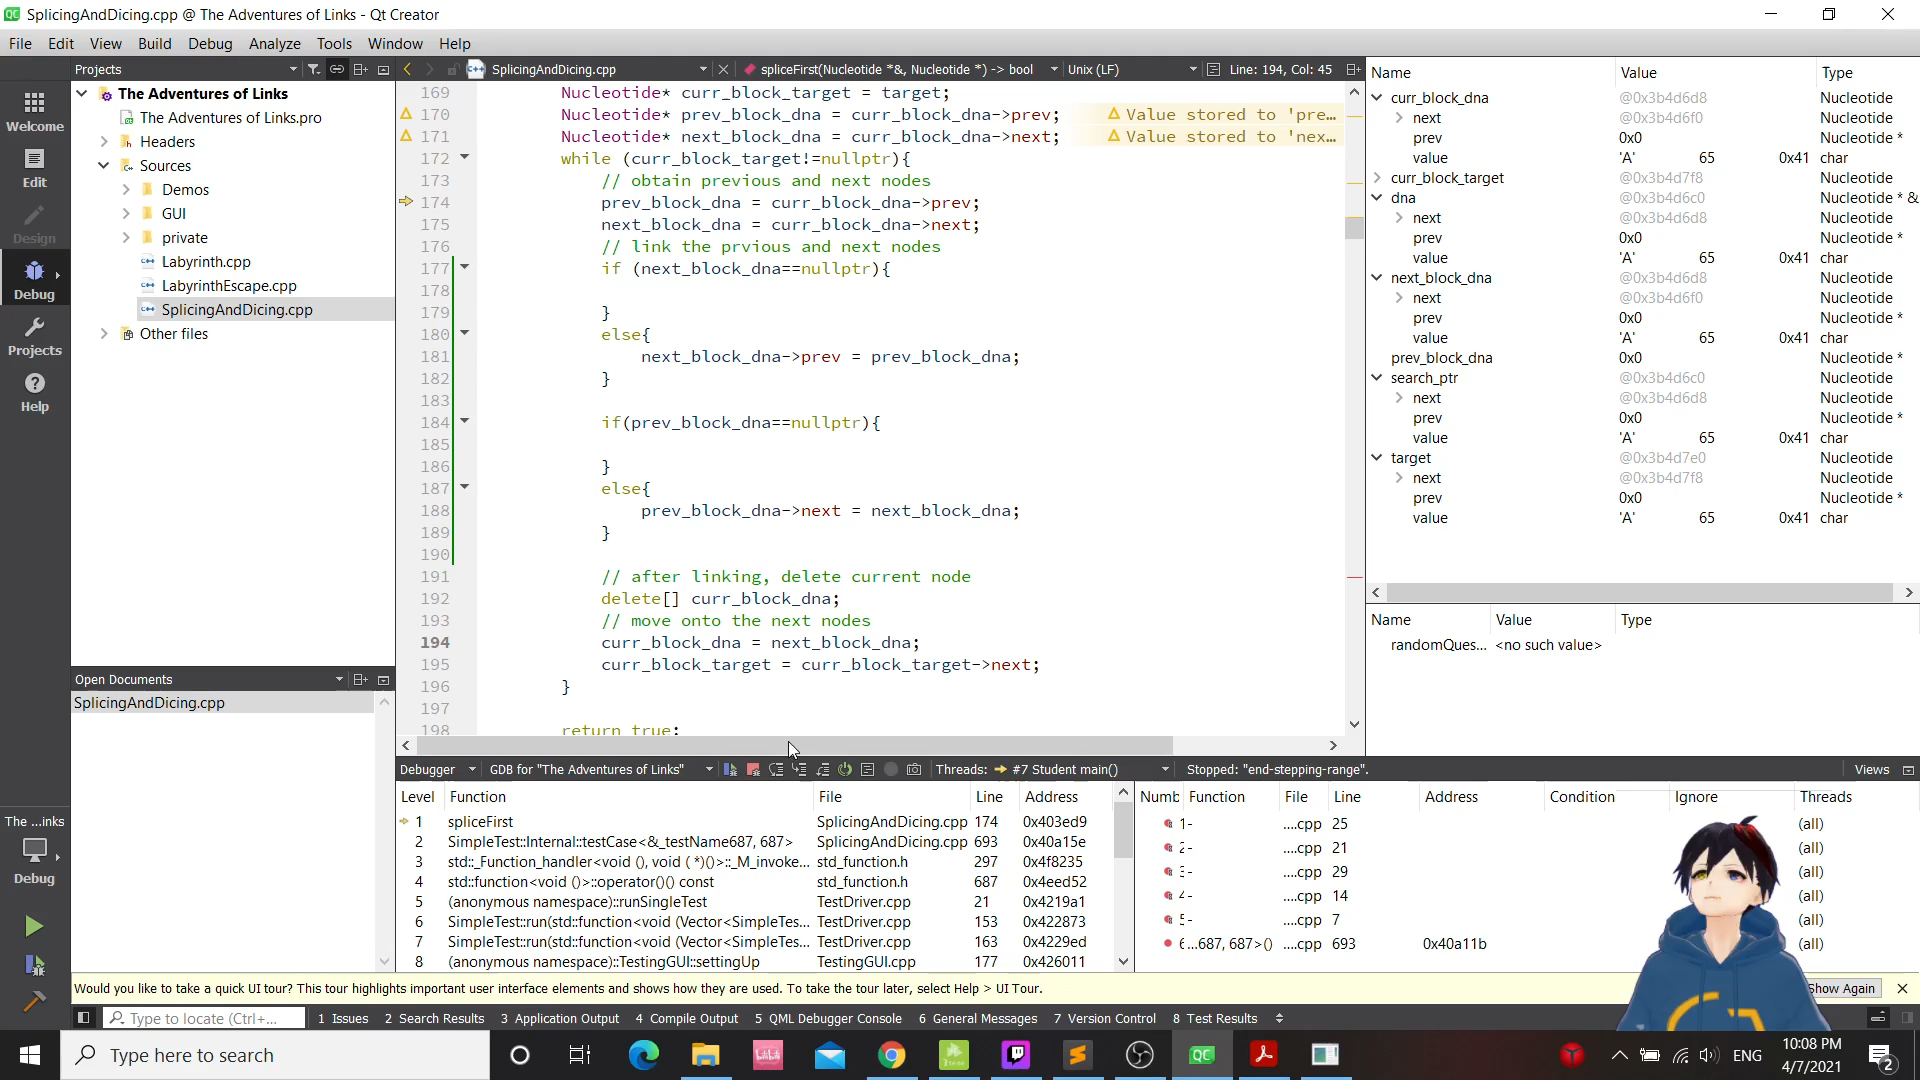 SplicingAndDicing.cpp @ The Adventures of Links - Qt Creator
File Edit View Build Debug Analyze Tools Window Help
Projects
SplicingAndDicing.cpp
spliceFirst(Nucleotide *&, Nucleotide *) -> bool
Unix (LF)
Line: 194, Col: 45
Welcome
Edit
Design
Debug
Projects
Help
The Adventures of Links
The Adventures of Links.pro
Headers
Sources
Demos
GUI
private
Labyrinth.cpp
LabyrinthEscape.cpp
SplicingAndDicing.cpp
Other files
Open Documents
SplicingAndDicing.cpp
The ...inks
Debug
169 Nucleotide* curr_block_target = target;
170 Nucleotide* prev_block_dna = curr_block_dna->prev; Value stored to 'pre...
171 Nucleotide* next_block_dna = curr_block_dna->next; Value stored to 'nex...
172 while (curr_block_target!=nullptr){
173 // obtain previous and next nodes
174 prev_block_dna = curr_block_dna->prev;
175 next_block_dna = curr_block_dna->next;
176 // link the prvious and next nodes
177 if (next_block_dna==nullptr){
178
179 }
180 else{
181 next_block_dna->prev = prev_block_dna;
182 }
183
184 if(prev_block_dna==nullptr){
185
186 }
187 else{
188 prev_block_dna->next = next_block_dna;
189 }
190
191 // after linking, delete current node
192 delete[] curr_block_dna;
193 // move onto the next nodes
194 curr_block_dna = next_block_dna;
195 curr_block_target = curr_block_target->next;
196 }
197
198 return true;
Name Value Type
curr_block_dna @0x3b4d6d8 Nucleotide
next @0x3b4d6f0 Nucleotide
prev 0x0 Nucleotide *
value 'A' 65 0x41 char
curr_block_target @0x3b4d7f8 Nucleotide
dna @0x3b4d6c0 Nucleotide * &
next @0x3b4d6d8 Nucleotide
prev 0x0 Nucleotide *
value 'A' 65 0x41 char
next_block_dna @0x3b4d6d8 Nucleotide
next @0x3b4d6f0 Nucleotide
prev 0x0 Nucleotide *
value 'A' 65 0x41 char
prev_block_dna 0x0 Nucleotide *
search_ptr @0x3b4d6c0 Nucleotide
next @0x3b4d6d8 Nucleotide
prev 0x0 Nucleotide *
value 'A' 65 0x41 char
target @0x3b4d7e0 Nucleotide
next @0x3b4d7f8 Nucleotide
prev 0x0 Nucleotide *
value 'A' 65 0x41 char
Name Value Type
randomQues... <no such value>
Debugger GDB for "The Adventures of Links" Threads: #7 Student main() Stopped: "end-stepping-range". Views
Level Function File Line Address
1 spliceFirst SplicingAndDicing.cpp 174 0x403ed9
2 SimpleTest::Internal::testCase<&_testName687, 687> SplicingAndDicing.cpp 693 0x40a15e
3 std::_Function_handler<void (), void ( *)()>::_M_invoke... std_function.h 297 0x4f8235
4 std::function<void ()>::operator()() const std_function.h 687 0x4eed52
5 (anonymous namespace)::runSingleTest TestDriver.cpp 21 0x4219a1
6 SimpleTest::run(std::function<void (Vector<SimpleTes... TestDriver.cpp 153 0x422873
7 SimpleTest::run(std::function<void (Vector<SimpleTes... TestDriver.cpp 163 0x4229ed
8 (anonymous namespace)::TestingGUI::settingUp TestingGUI.cpp 177 0x426011
Numb Function File Line Address Condition Ignore Threads
1 - ....cpp 25 (all)
2 - ....cpp 21 (all)
3 - ....cpp 29 (all)
4 - ....cpp 14 (all)
5 - ....cpp 7 (all)
6 ...687, 687>() ....cpp 693 0x40a11b (all)
Would you like to take a quick UI tour? This tour highlights important user interface elements and shows how they are used. To take the tour later, select Help > UI Tour.
Show Again
Type to locate (Ctrl+...
1 Issues 2 Search Results 3 Application Output 4 Compile Output 5 QML Debugger Console 6 General Messages 7 Version Control 8 Test Results
Type here to search
QC
ENG
10:08 PM
4/7/2021
2